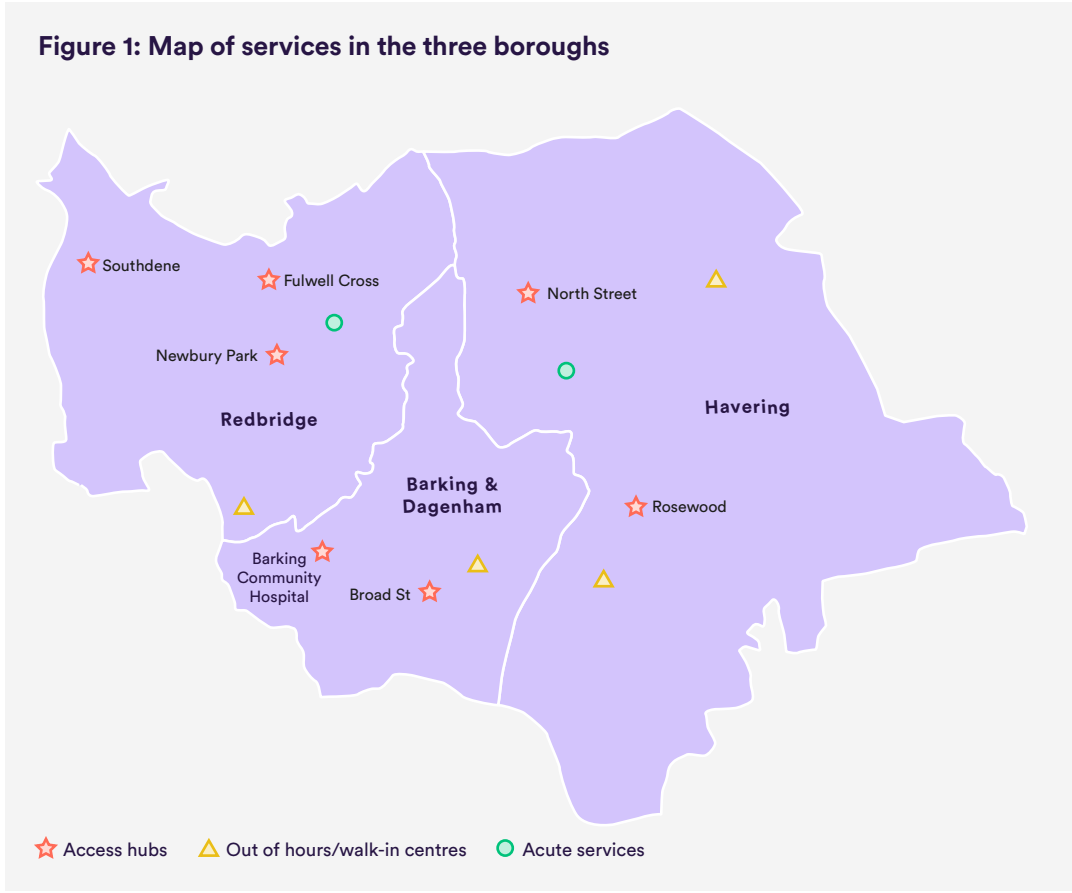 Figure 1: Map of services in the three boroughs
Southdene
Fulwell Cross
North Street
Newbury Park
Redbridge
Havering
Barking &
Dagenham
Rosewood
Barking
Community
Hospital
Broad St
Access hubs
Out of hours/walk-in centres
Acute services